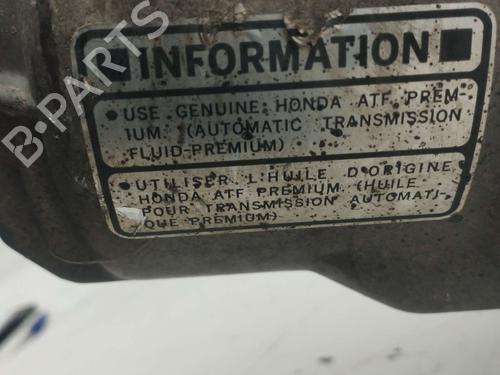 INFORMATION
• USE GENUINE HONDA ATF PREM-
IUM (AUTOMATIC TRANSMISSION
FLUID-PREMIUM)
• UTILISER L'HUILE D'ORIGINE
HONDA ATF PREMIUM (HUILE
POUR TRANSMISSION AUTOMATI-
QUE PREMIUM)
B-PARTS